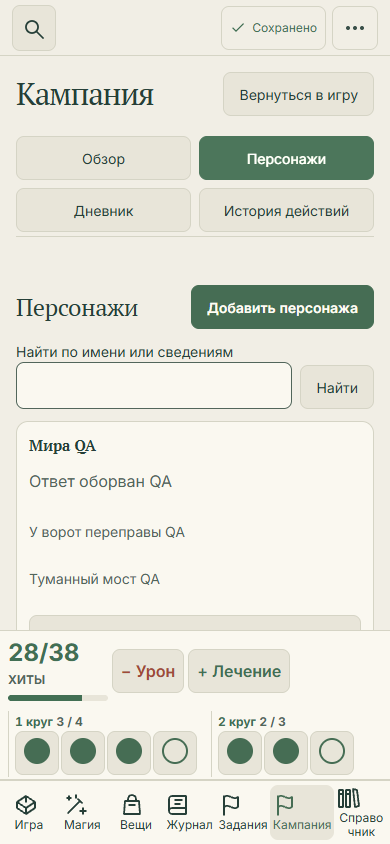 Сохранено
Кампания
Вернуться в игру
Обзор
Персонажи
Дневник
История действий
Персонажи
Добавить персонажа
Найти по имени или сведениям
Найти
Мира QA
Ответ оборван QA
У ворот переправы QA
Туманный мост QA
28/38
ХИТЫ
− Урон
+ Лечение
1 круг 3 / 4
2 круг 2 / 3
Игра
Магия
Вещи
Журнал
Задания
Кампания
Справо
чник